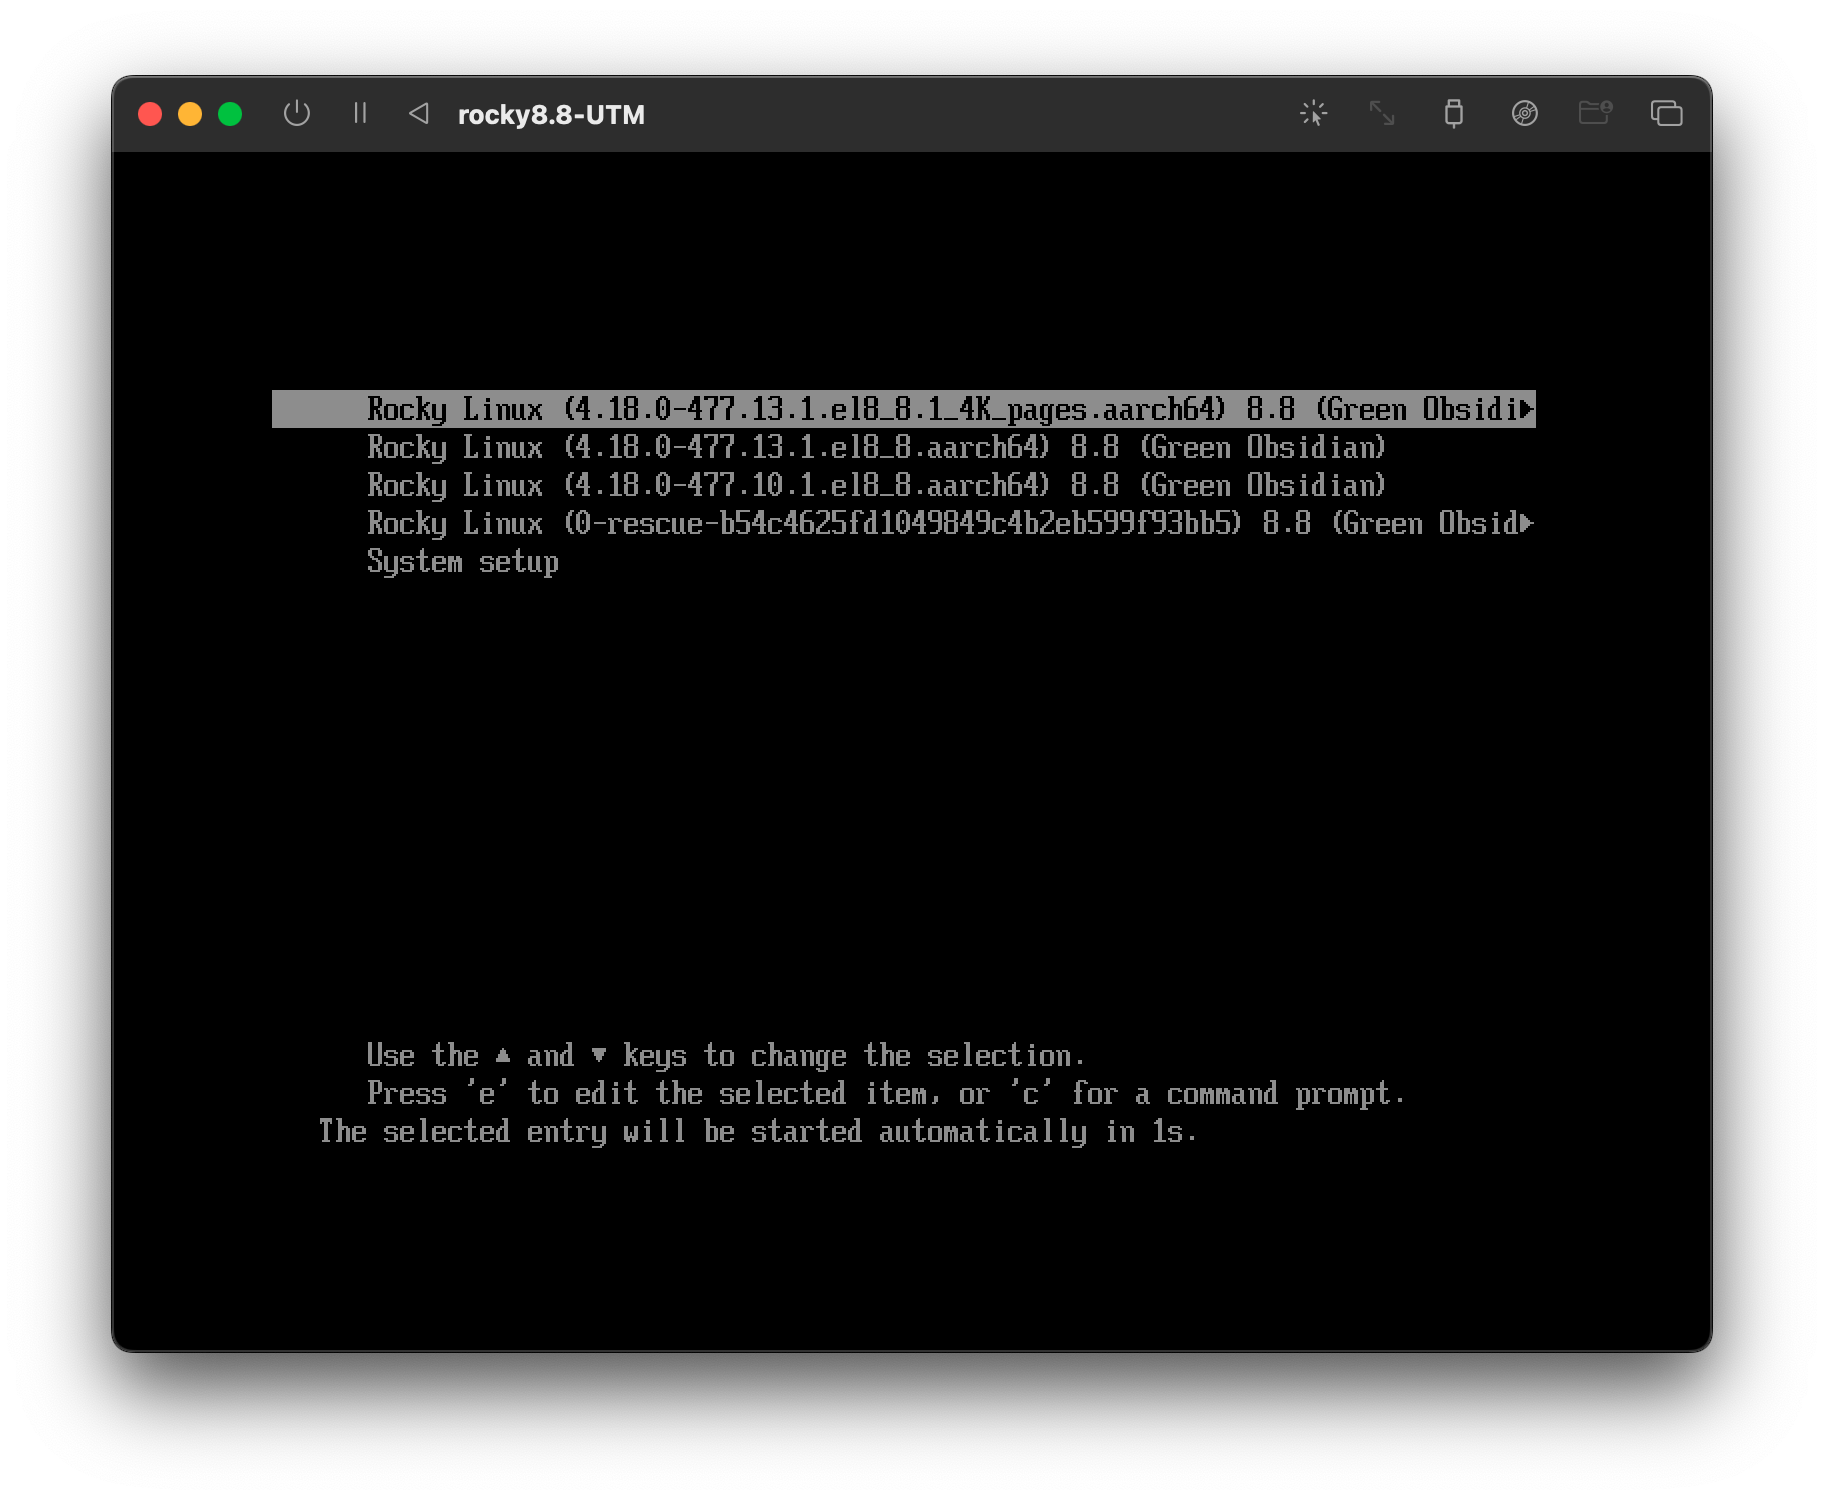 rocky8.8-UTM
Rocky Linux (4.18.0-477.13.1.el8_8.1_4K_pages.aarch64) 8.8 (Green Obsidi▶
Rocky Linux (4.18.0-477.13.1.el8_8.aarch64) 8.8 (Green Obsidian)
Rocky Linux (4.18.0-477.10.1.el8_8.aarch64) 8.8 (Green Obsidian)
Rocky Linux (0-rescue-b54c4625fd1049849c4b2eb599f93bb5) 8.8 (Green Obsid▶
System setup
Use the ▲ and ▼ keys to change the selection.
Press 'e' to edit the selected item, or 'c' for a command prompt.
The selected entry will be started automatically in 1s.